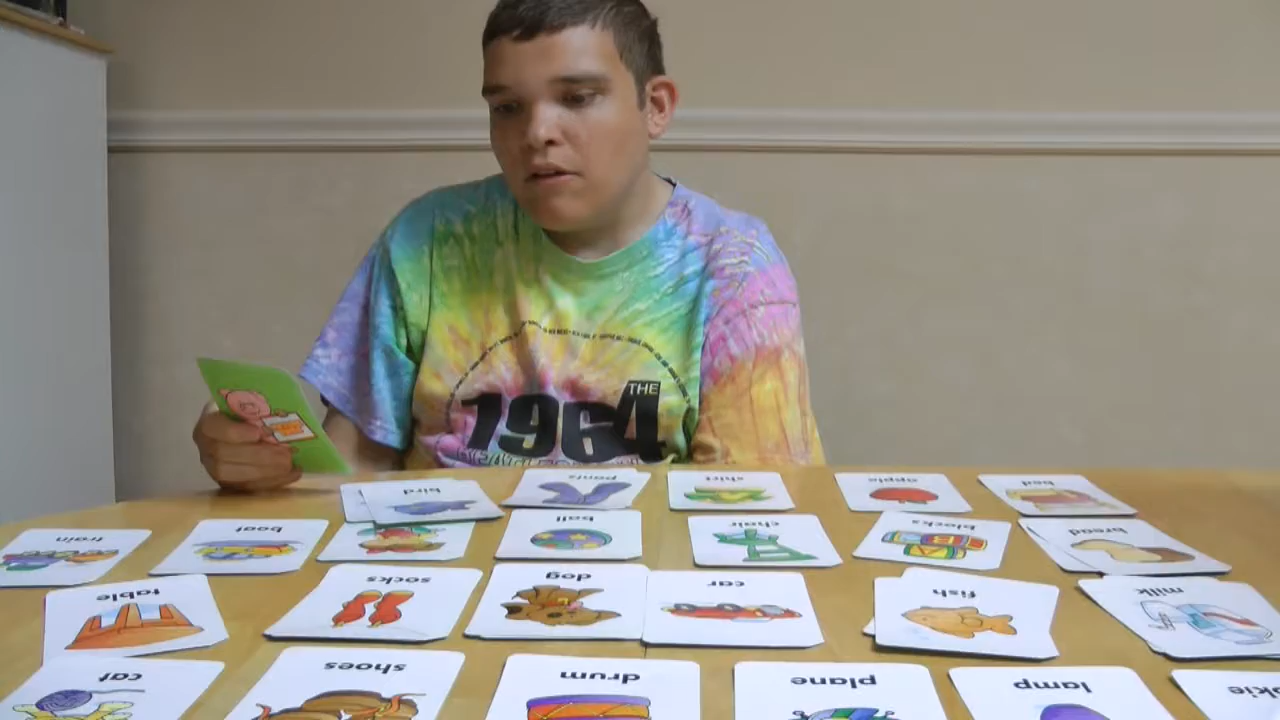 THE
1964
pants
shirt
apple
bed
bird
train
boat
ball
chair
blocks
bread
table
socks
dog
car
fish
milk
cat
shoes
drum
plane
lamp
okie